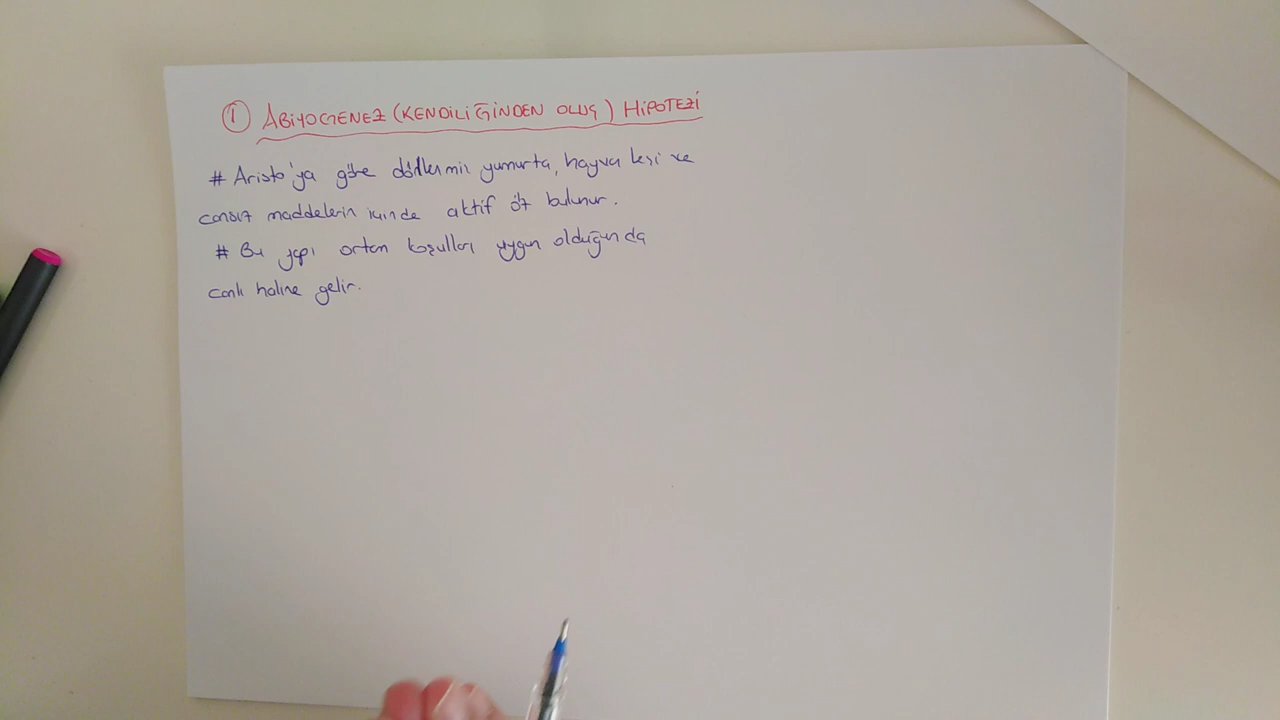 ① ABİYOGENEZ (KENDİLİĞİNDEN OLUŞ) HİPOTEZİ
# Aristo'ya göre döllenmiş yumurta, hayvan leşi ve
cansız maddelerin içinde aktif öz bulunur.
# Bu yapı ortam koşulları uygun olduğunda
canlı haline gelir.